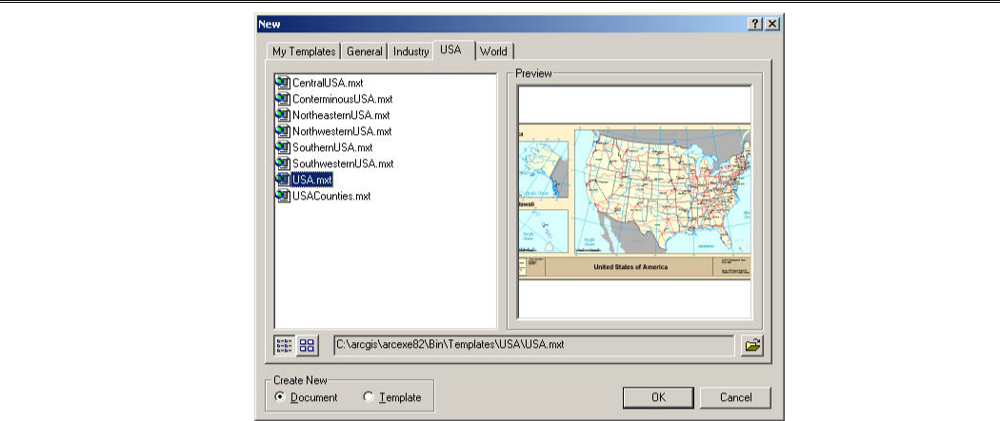 New
My Templates General Industry USA World
CentralUSA.mxt
ConterminousUSA.mxt
NortheasternUSA.mxt
NorthwesternUSA.mxt
SouthernUSA.mxt
SouthwesternUSA.mxt
USA.mxt
USACounties.mxt
Preview
Pacific Ocean
United States of America
C:\arcgis\arcexe82\Bin\Templates\USA\USA.mxt
Create New
Document Template
OK Cancel